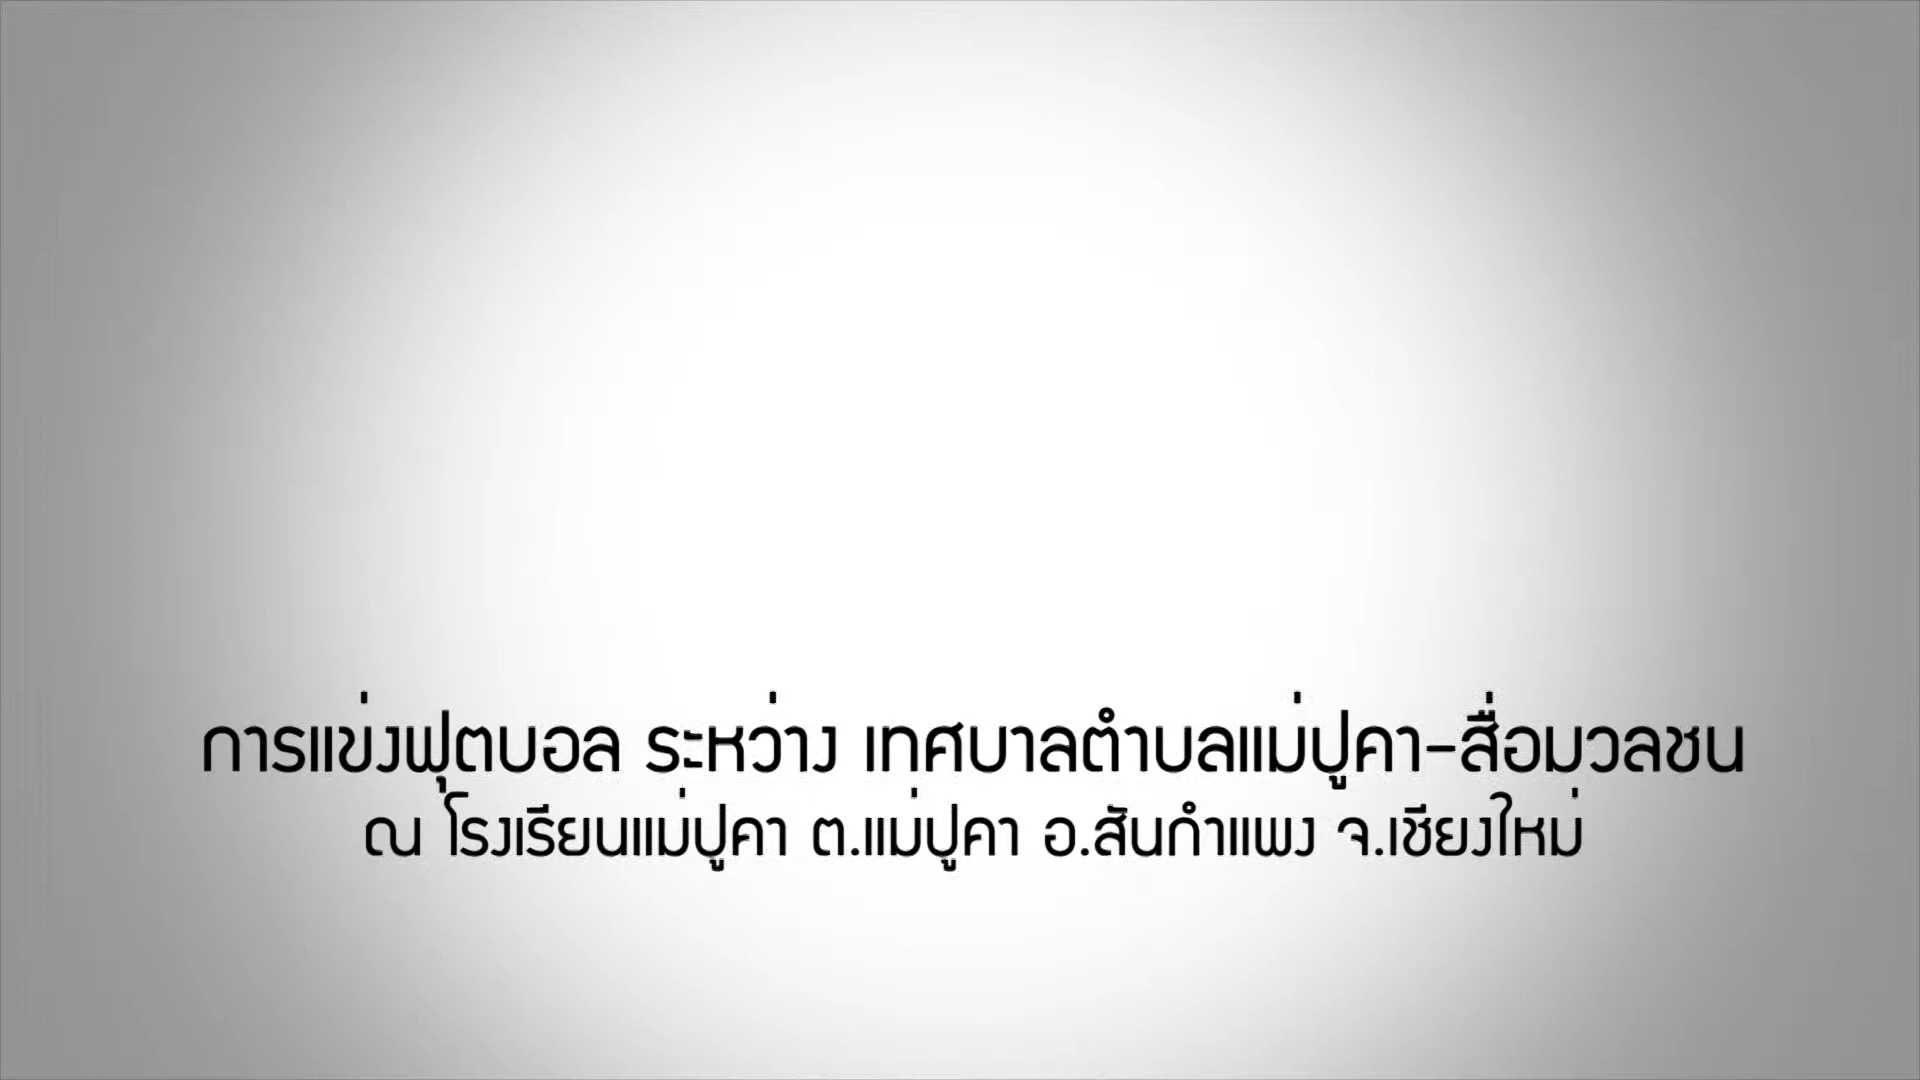 การแข่งฟุตบอล ระหว่าง เทศบาลตำบลแม่ปูคา-สื่อมวลชน
ณ โรงเรียนแม่ปูคา ต.แม่ปูคา อ.สันกำแพง จ.เชียงใหม่